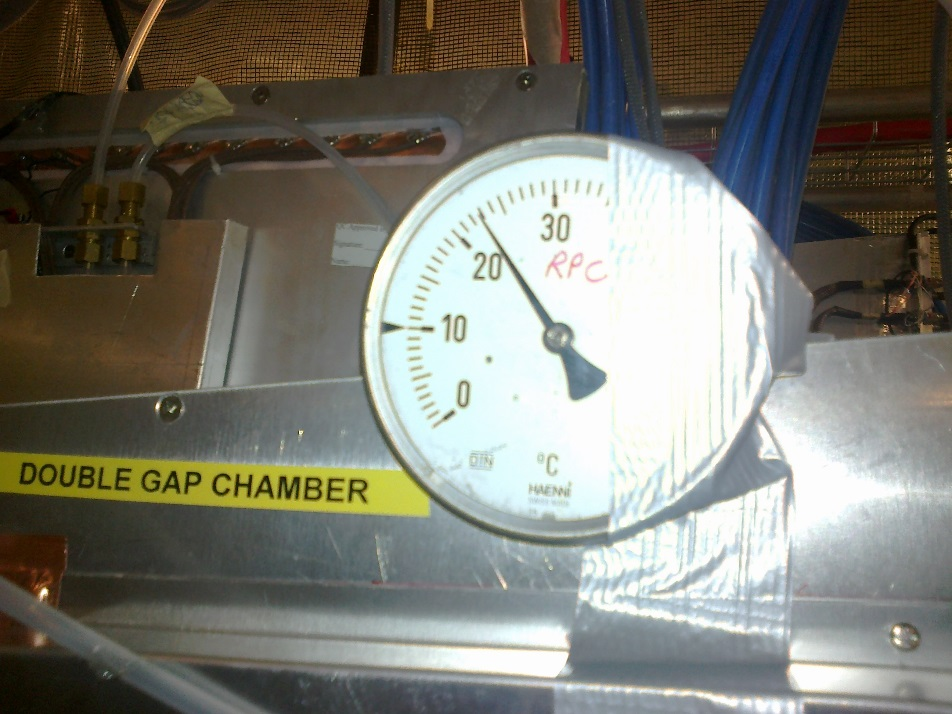 30
RPC
20
10
0
DIN
°C
HAENNI
DOUBLE GAP CHAMBER